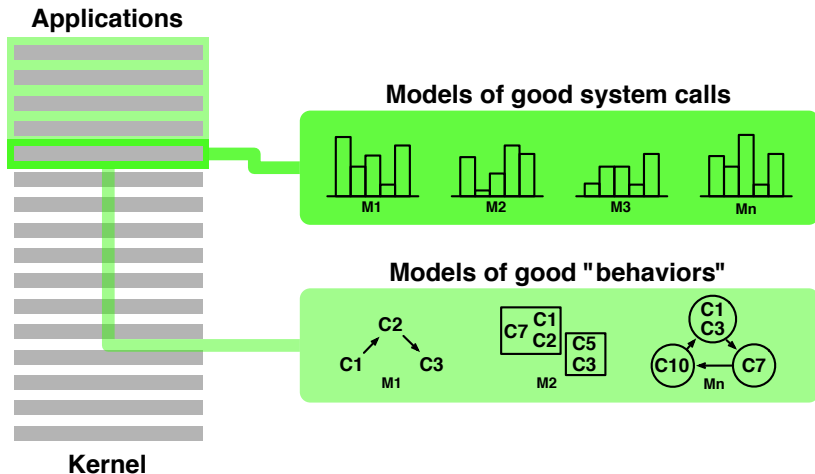 Applications
Models of good system calls
M1
M2
M3
Mn
Models of good "behaviors"
C1
C2
C3
M1
C7
C1
C2
C5
C3
M2
C1
C3
C10
C7
Mn
Kernel